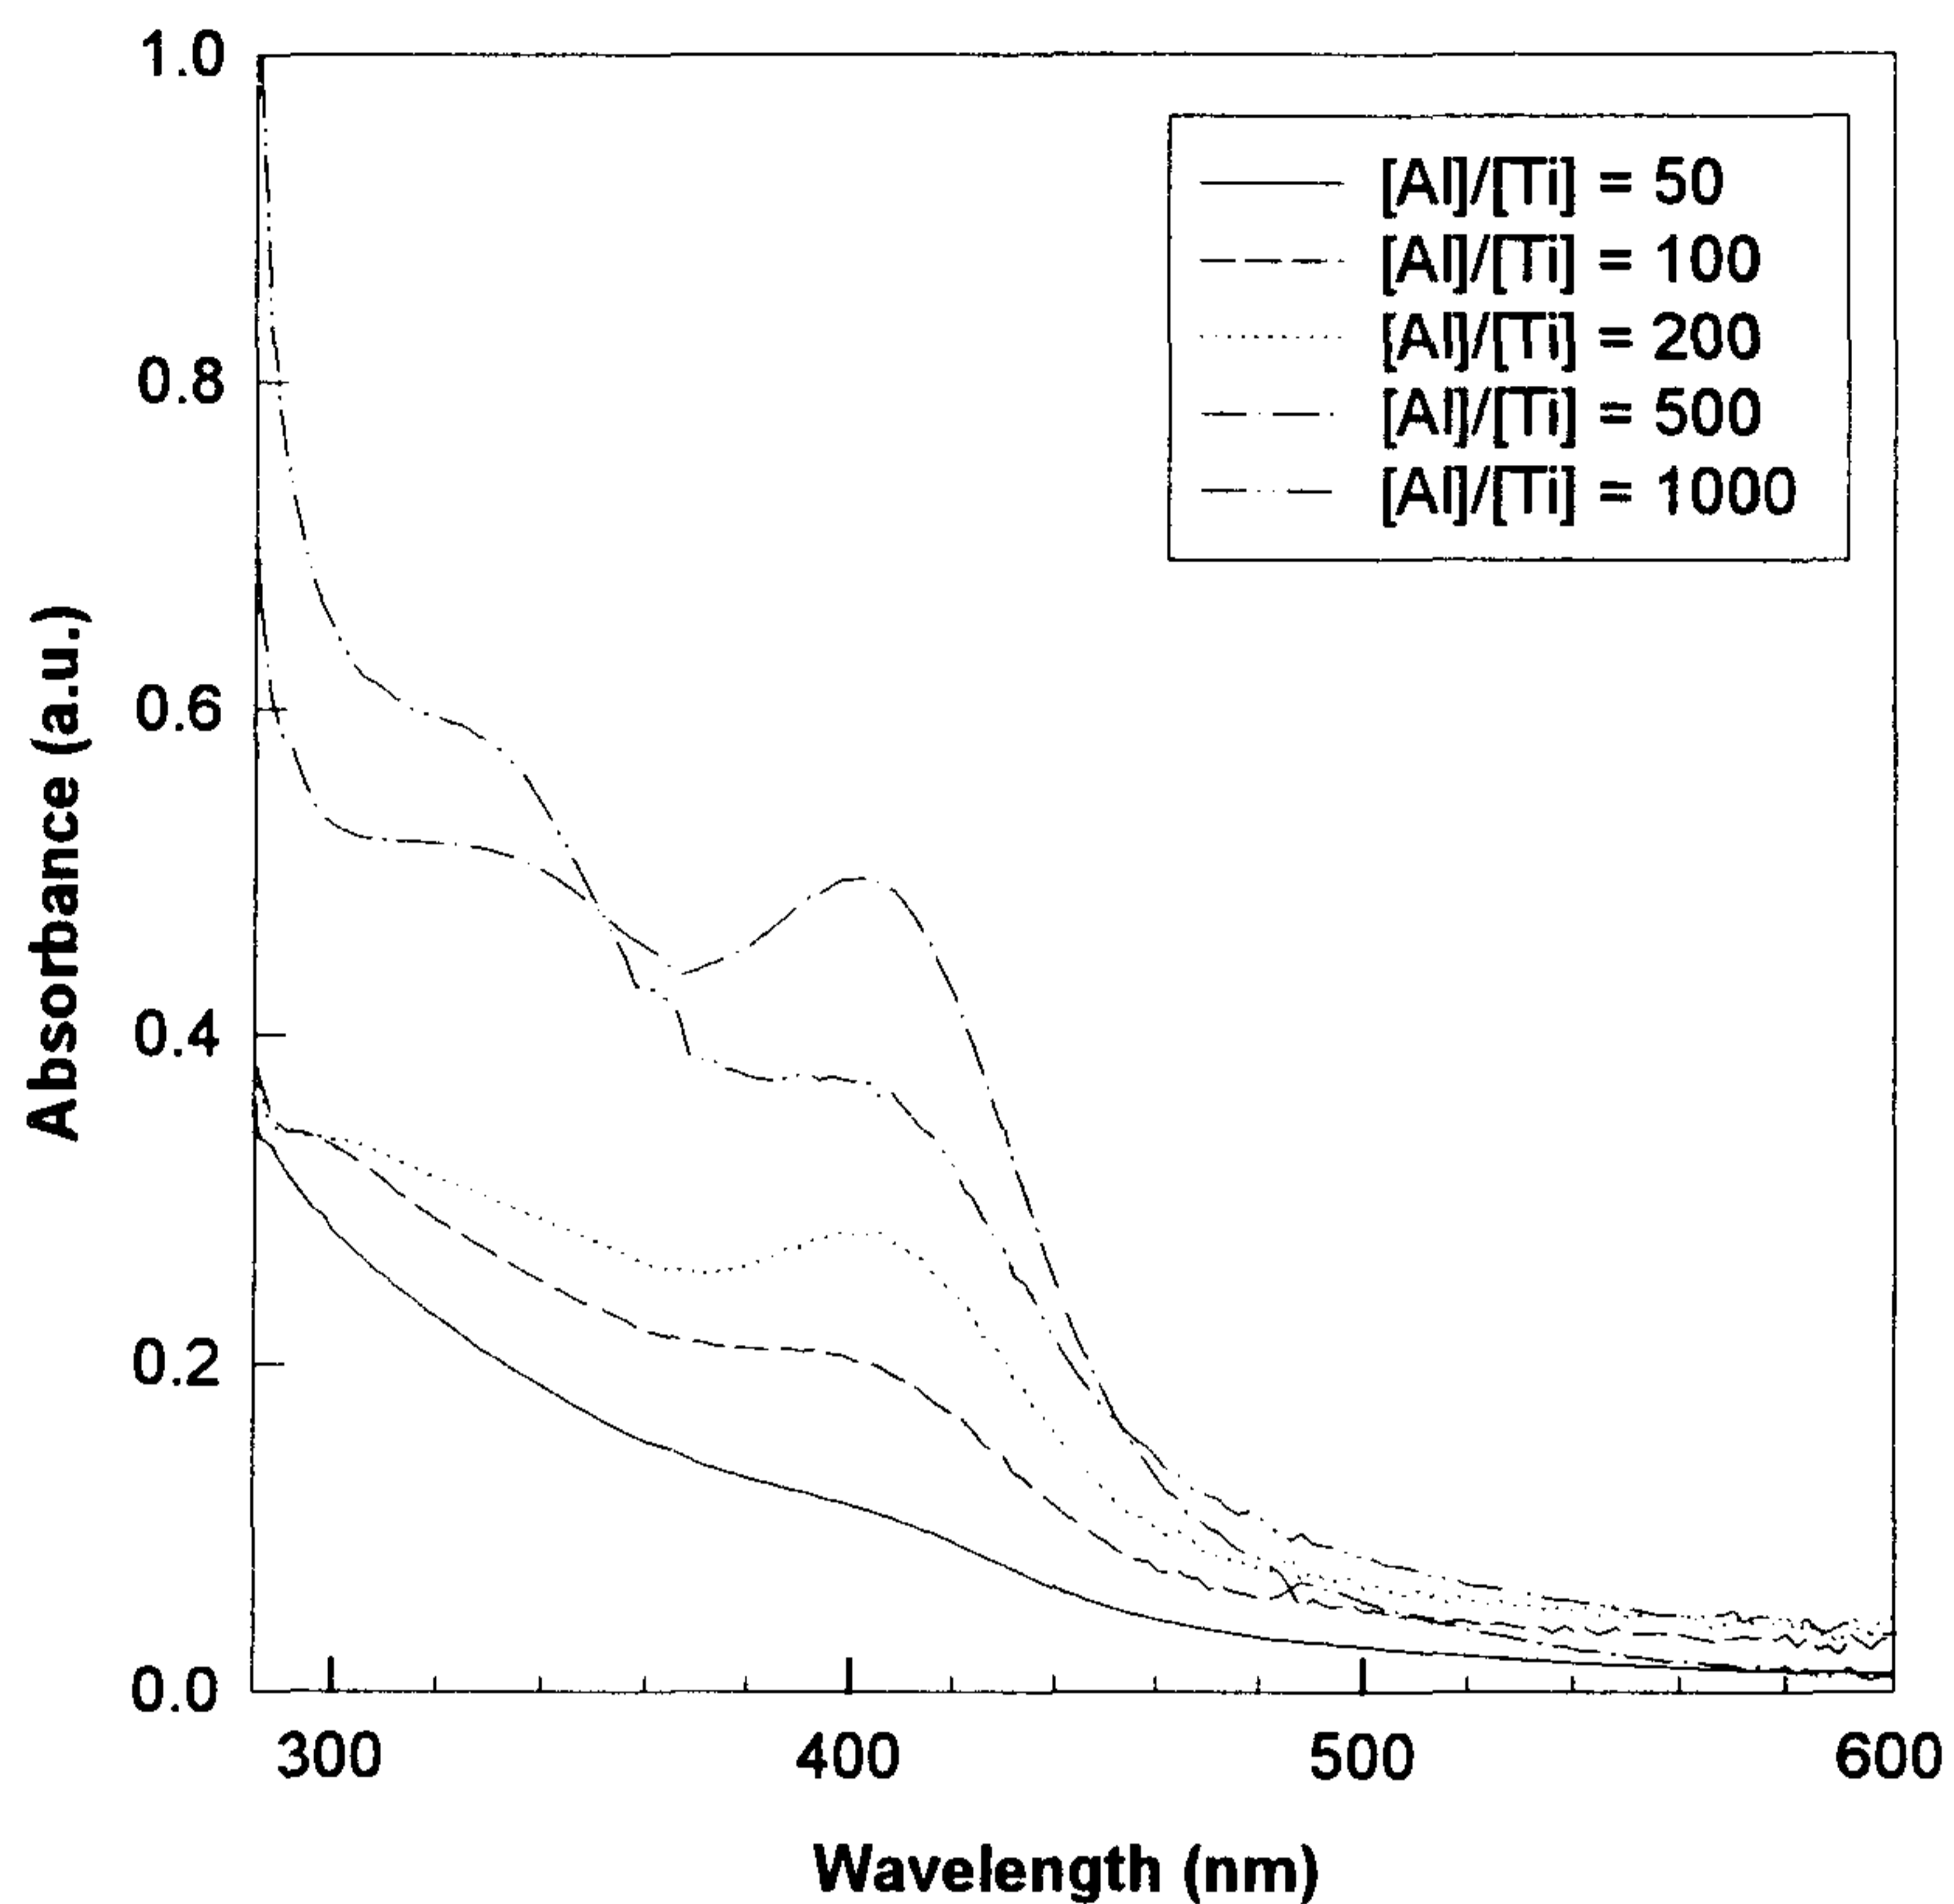 1.0
0.8
0.6
0.4
0.2
0.0
Absorbance (a.u.)
[Al]/[Ti] = 50
[Al]/[Ti] = 100
[Al]/[Ti] = 200
[Al]/[Ti] = 500
[Al]/[Ti] = 1000
300 400 500 600
Wavelength (nm)